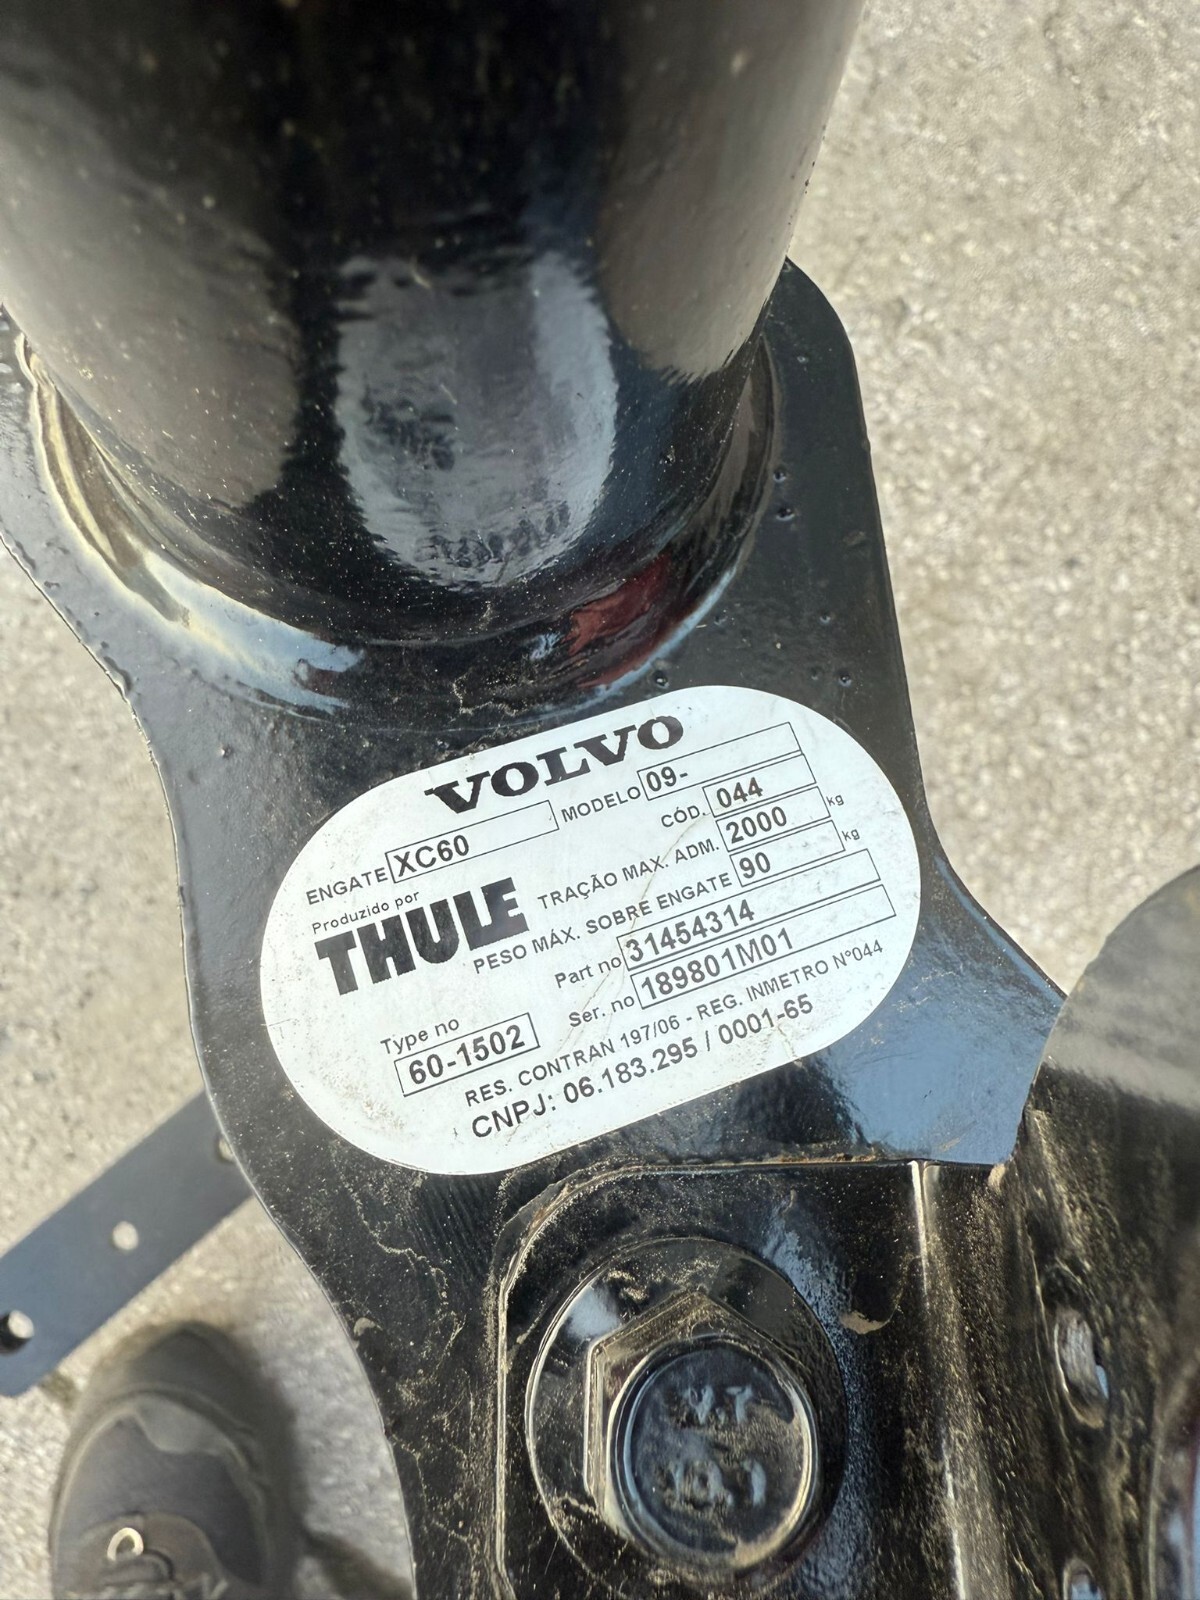 VOLVO
ENGATE XC60 MODELO 09-
CÓD. 044
Produzido por
THULE
TRAÇÃO MAX. ADM. 2000 kg
PESO MÁX. SOBRE ENGATE 90 kg
Part no 31454314
Ser. no 189801M01
Type no
60-1502
RES. CONTRAN 197/06 - REG. INMETRO Nº044
CNPJ: 06.183.295 / 0001-65